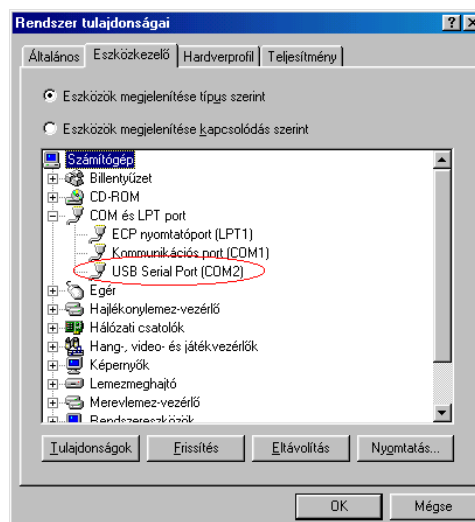 Rendszer tulajdonságai
Általános Eszközkezelő Hardverprofil Teljesítmény
Eszközök megjelenítése típus szerint
Eszközök megjelenítése kapcsolódás szerint
Számítógép
Billentyűzet
CD-ROM
COM és LPT port
ECP nyomtatóport (LPT1)
Kommunikációs port (COM1)
USB Serial Port (COM2)
Egér
Hajlékonylemez-vezérlő
Hálózati csatolók
Hang-, video- és játékvezérlők
Képernyők
Lemezmeghajtó
Merevlemez-vezérlő
Rendszereszközök
Tulajdonságok Frissítés Eltávolítás Nyomtatás...
OK Mégse